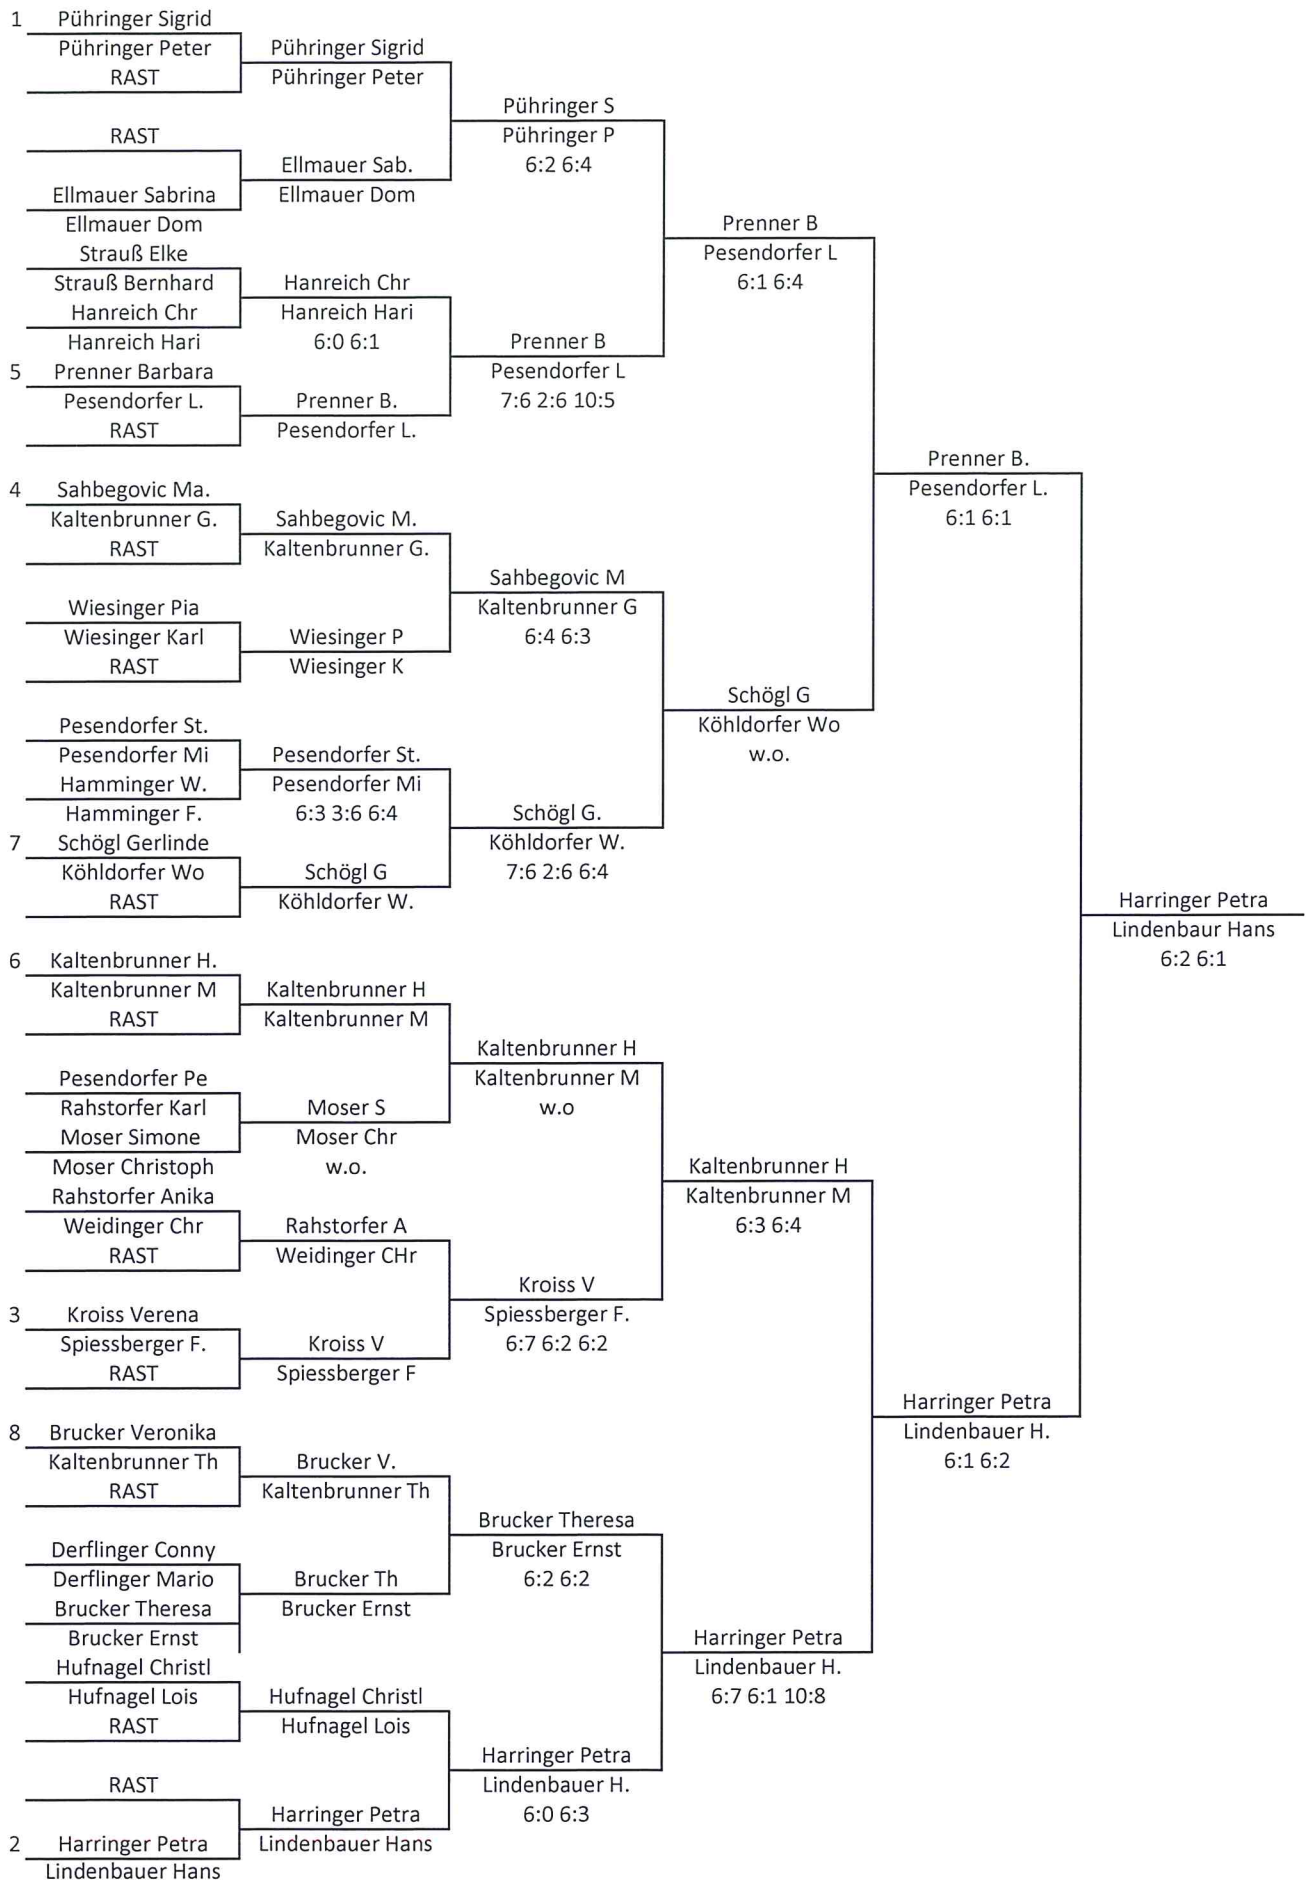 1 Pühringer Sigrid
Pühringer Peter
RAST
RAST
Ellmauer Sabrina
Ellmauer Dom
Strauß Elke
Strauß Bernhard
Hanreich Chr
Hanreich Hari
5 Prenner Barbara
Pesendorfer L.
RAST
4 Sahbegovic Ma.
Kaltenbrunner G.
RAST
Wiesinger Pia
Wiesinger Karl
RAST
Pesendorfer St.
Pesendorfer Mi
Hamminger W.
Hamminger F.
7 Schögl Gerlinde
Köhldorfer Wo
RAST
6 Kaltenbrunner H.
Kaltenbrunner M
RAST
Pesendorfer Pe
Rahstorfer Karl
Moser Simone
Moser Christoph
Rahstorfer Anika
Weidinger Chr
RAST
3 Kroiss Verena
Spiessberger F.
RAST
8 Brucker Veronika
Kaltenbrunner Th
RAST
Derflinger Conny
Derflinger Mario
Brucker Theresa
Brucker Ernst
Hufnagel Christl
Hufnagel Lois
RAST
RAST
2 Harringer Petra
Lindenbauer Hans
Pühringer Sigrid
Pühringer Peter
Ellmauer Sab.
Ellmauer Dom
Hanreich Chr
Hanreich Hari
6:0 6:1
Prenner B.
Pesendorfer L.
Sahbegovic M.
Kaltenbrunner G.
Wiesinger P
Wiesinger K
Pesendorfer St.
Pesendorfer Mi
6:3 3:6 6:4
Schögl G
Köhldorfer W.
Kaltenbrunner H
Kaltenbrunner M
Moser S
Moser Chr
w.o.
Rahstorfer A
Weidinger CHr
Kroiss V
Spiessberger F
Brucker V.
Kaltenbrunner Th
Brucker Th
Brucker Ernst
Hufnagel Christl
Hufnagel Lois
Harringer Petra
Lindenbauer Hans
Pühringer S
Pühringer P
6:2 6:4
Prenner B
Pesendorfer L
7:6 2:6 10:5
Sahbegovic M
Kaltenbrunner G
6:4 6:3
Schögl G.
Köhldorfer W.
7:6 2:6 6:4
Kaltenbrunner H
Kaltenbrunner M
w.o
Kroiss V
Spiessberger F.
6:7 6:2 6:2
Brucker Theresa
Brucker Ernst
6:2 6:2
Harringer Petra
Lindenbauer H.
6:0 6:3
Prenner B
Pesendorfer L
6:1 6:4
Schögl G
Köhldorfer Wo
w.o.
Kaltenbrunner H
Kaltenbrunner M
6:3 6:4
Harringer Petra
Lindenbauer H.
6:7 6:1 10:8
Prenner B.
Pesendorfer L.
6:1 6:1
Harringer Petra
Lindenbauer H.
6:1 6:2
Harringer Petra
Lindenbaur Hans
6:2 6:1